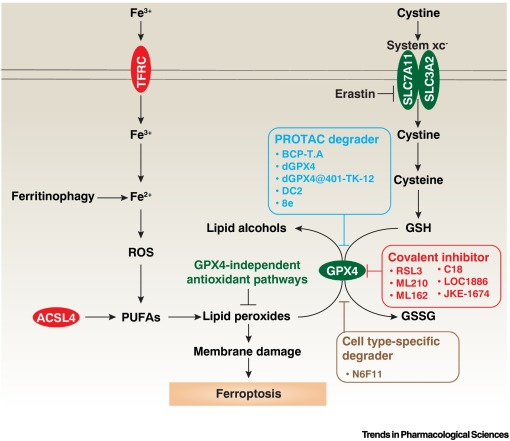 Fe³⁺
Cystine
System xc⁻
TFRC
SLC7A11
SLC3A2
Erastin
Fe³⁺
Cystine
PROTAC degrader
• BCP-T.A
• dGPX4
• dGPX4@401-TK-12
• DC2
• 8e
Cysteine
Ferritinophagy
Fe²⁺
Lipid alcohols
GSH
ROS
GPX4-independent
antioxidant pathways
GPX4
Covalent inhibitor
• RSL3
• C18
• ML210
• LOC1886
• ML162
• JKE-1674
ACSL4
PUFAs
Lipid peroxides
GSSG
Membrane damage
Cell type-specific
degrader
• N6F11
Ferroptosis
Trends in Pharmacological Sciences